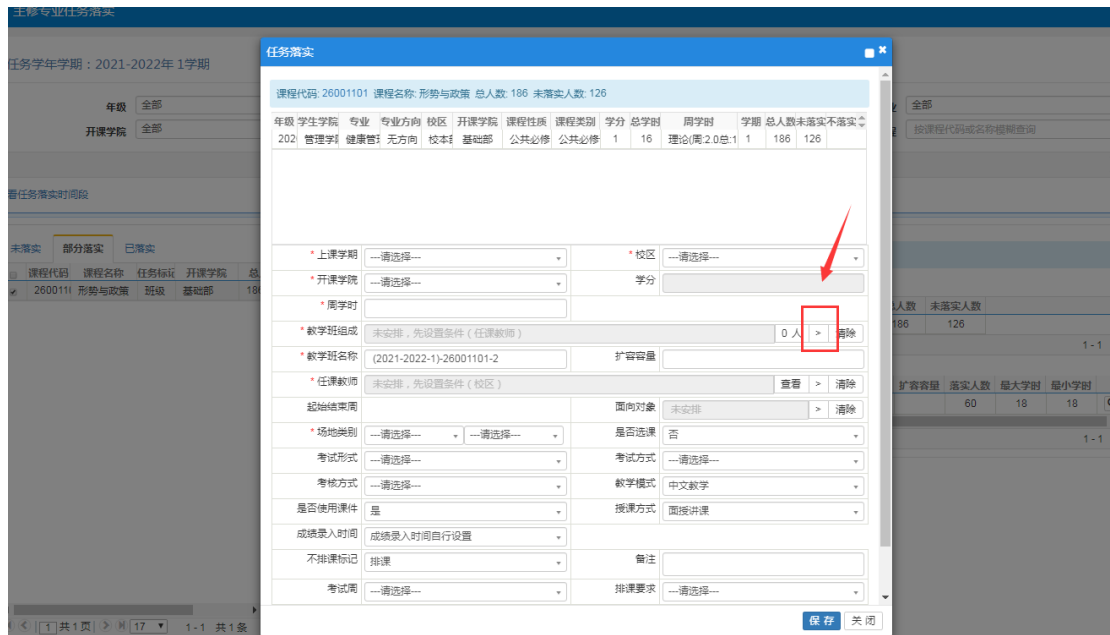 主修专业任务落实
任务落实
任务学年学期：2021-2022年 1学期
年级 全部
全部
开课学院 全部
按课程代码或名称模糊查询
看任务落实时间段
课程代码: 26001101 课程名称: 形势与政策 总人数: 186 未落实人数: 126
年级 学生学院 专业 专业方向 校区 开课学院 课程性质 课程类别 学分 总学时 周学时 学期 总人数 未落实 不落实
202 管理学 健康管 无方向 校本 基础部 公共必修 公共必修 1 16 理论(周:2.0总:1 1 186 126
未落实 部分落实 已落实
课程代码 课程名称 任务标记 开课学院 总
2600110 形势与政策 班级 基础部 186
* 上课学期 ---请选择--- * 校区 ---请选择---
* 开课学院 ---请选择--- 学分
* 周学时
* 教学班组成 未安排，先设置条件（任课教师） 0 人 > 清除
* 教学班名称 (2021-2022-1)-26001101-2 扩容容量
* 任课教师 未安排，先设置条件（校区） 查看 > 清除
起始结束周 面向对象 未安排 > 清除
* 场地类别 ---请选择--- ---请选择--- 是否选课 否
考试形式 ---请选择--- 考试方式 ---请选择---
考核方式 ---请选择--- 教学模式 中文教学
是否使用课件 是 授课方式 面授讲课
成绩录入时间 成绩录入时间自行设置
不排课标记 排课 备注
考试周 ---请选择--- 排课要求 ---请选择---
总人数 未落实人数
186 126
1 - 1
扩容容量 落实人数 最大学时 最小学时
60 18 18
1 - 1
1 共1页 17 1 - 1 共1条
保 存 关 闭